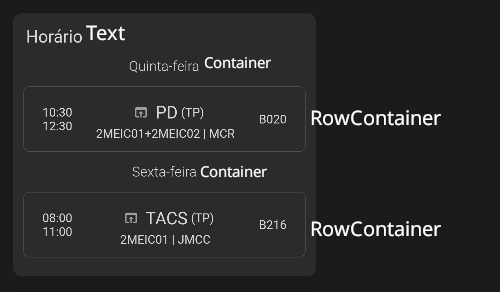 Horário Text
Quinta-feira Container
10:30 PD (TP) B020
12:30 2MEIC01+2MEIC02 | MCR
RowContainer
Sexta-feira Container
08:00 TACS (TP) B216
11:00 2MEIC01 | JMCC
RowContainer